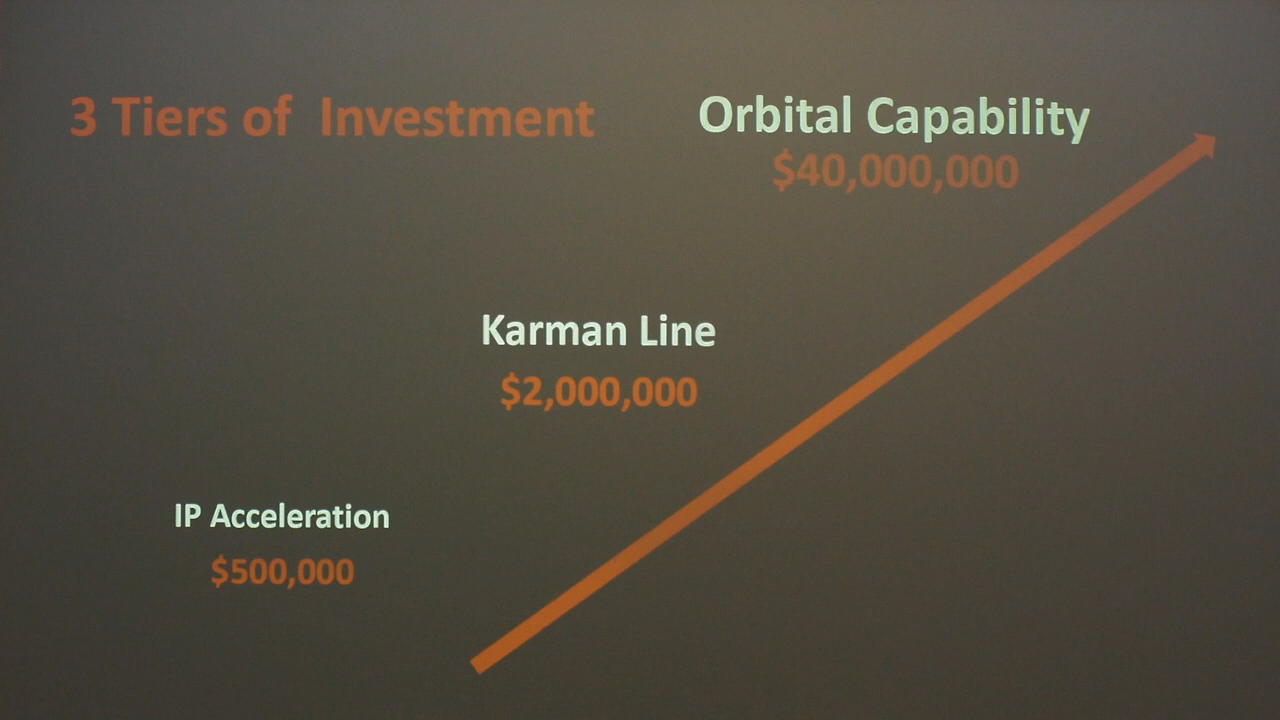 3 Tiers of Investment
Orbital Capability
$40,000,000
Karman Line
$2,000,000
IP Acceleration
$500,000